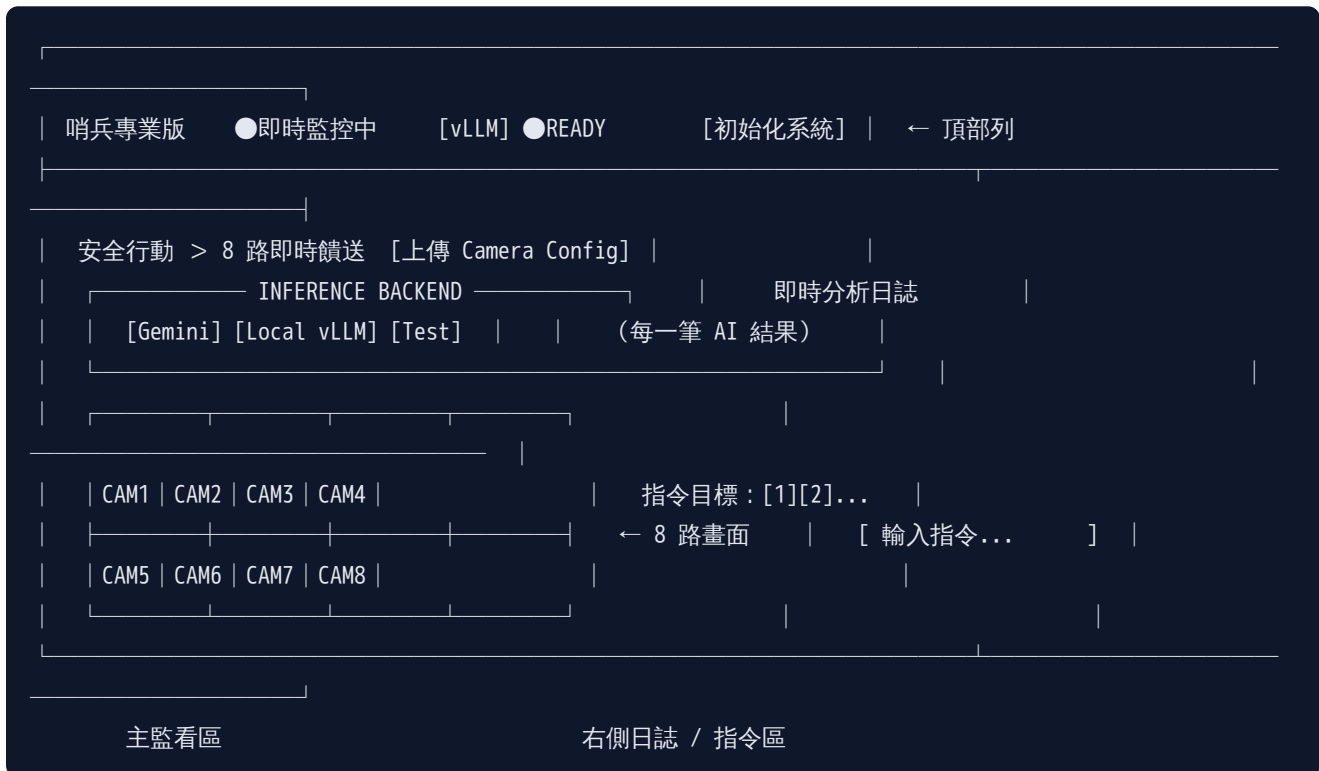 哨兵專業版 ●即時監控中 [vLLM] ●READY [初始化系統] │ ← 頂部列
安全行動 > 8 路即時饋送 [上傳 Camera Config]
INFERENCE BACKEND │ 即時分析日誌
[Gemini] [Local vLLM] [Test] │ │ (每一筆 AI 結果)
│CAM1│CAM2│CAM3│CAM4│ │ 指令目標:[1][2]... │
← 8 路畫面 │ [ 輸入指令... ] │
│CAM5│CAM6│CAM7│CAM8│
主監看區 右側日誌 / 指令區